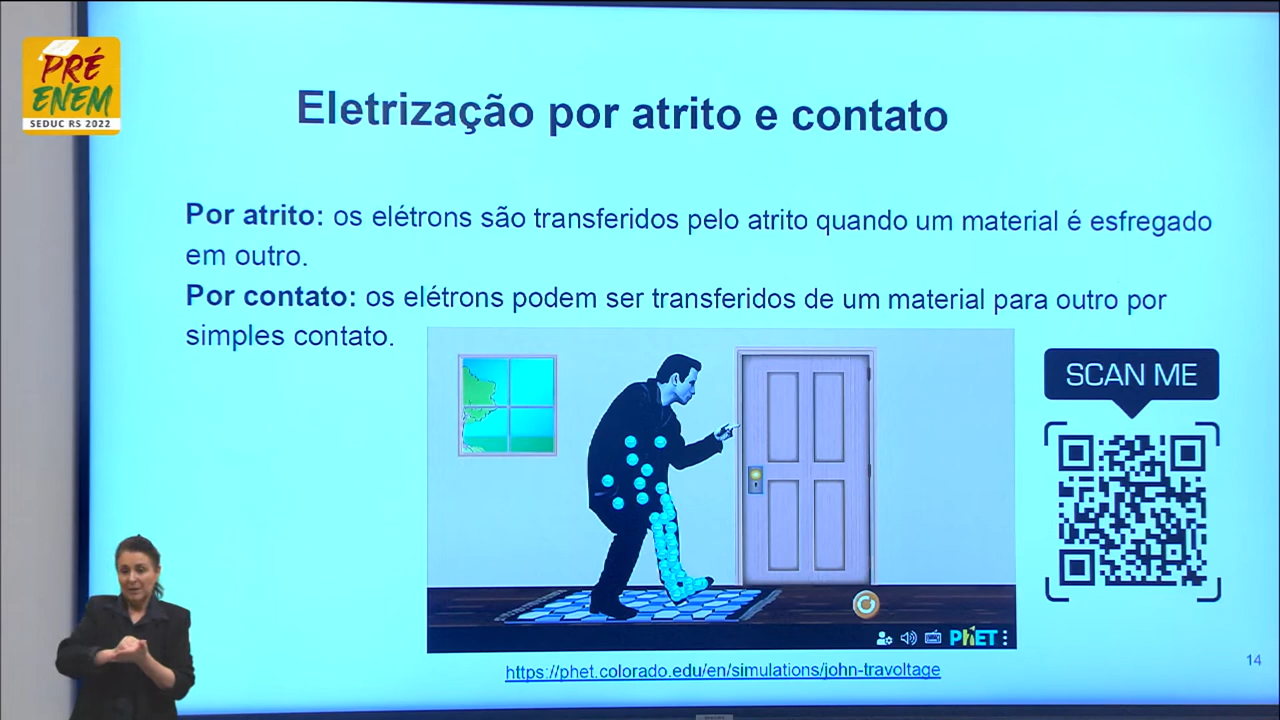 PRÉ
ENEM
SEDUC RS 2022
Eletrização por atrito e contato
Por atrito: os elétrons são transferidos pelo atrito quando um material é esfregado
em outro.
Por contato: os elétrons podem ser transferidos de um material para outro por
simples contato.
SCAN ME
PhET
https://phet.colorado.edu/en/simulations/john-travoltage
14